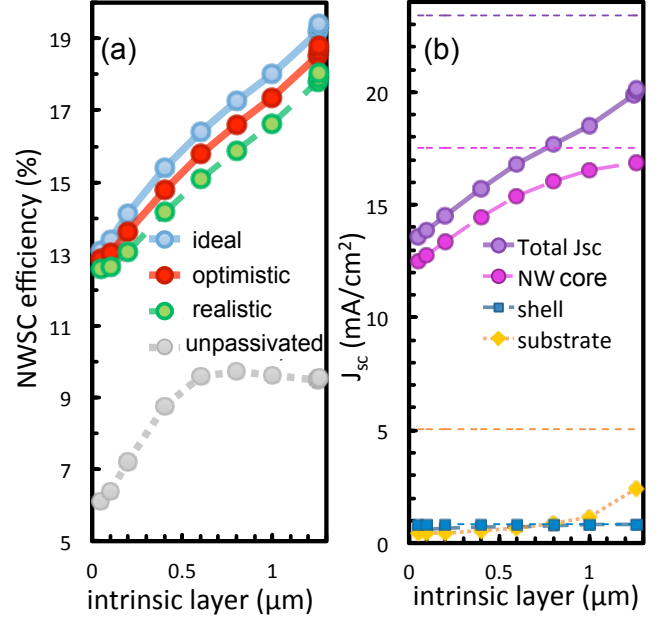 (a)
NWSC efficiency (%)
19
17
15
13
11
9
7
5
ideal
optimistic
realistic
unpassivated
0
0.5
1
intrinsic layer (μm)
(b)
J_sc (mA/cm²)
20
15
10
5
0
Total Jsc
NW core
shell
substrate
0
0.5
1
intrinsic layer (μm)